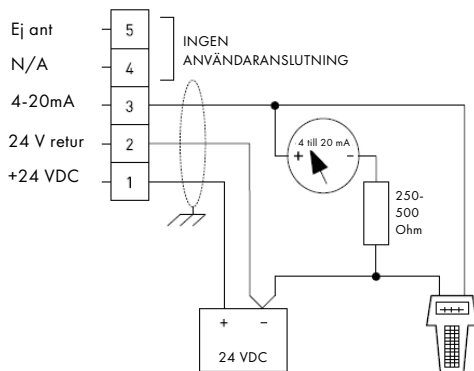 Ej ant
5
N/A
4
INGEN
ANVÄNDARANSLUTNING
4-20mA
3
24 V retur
2
+24 VDC
1
4 till 20 mA
+ −
250-
500
Ohm
+ −
24 VDC